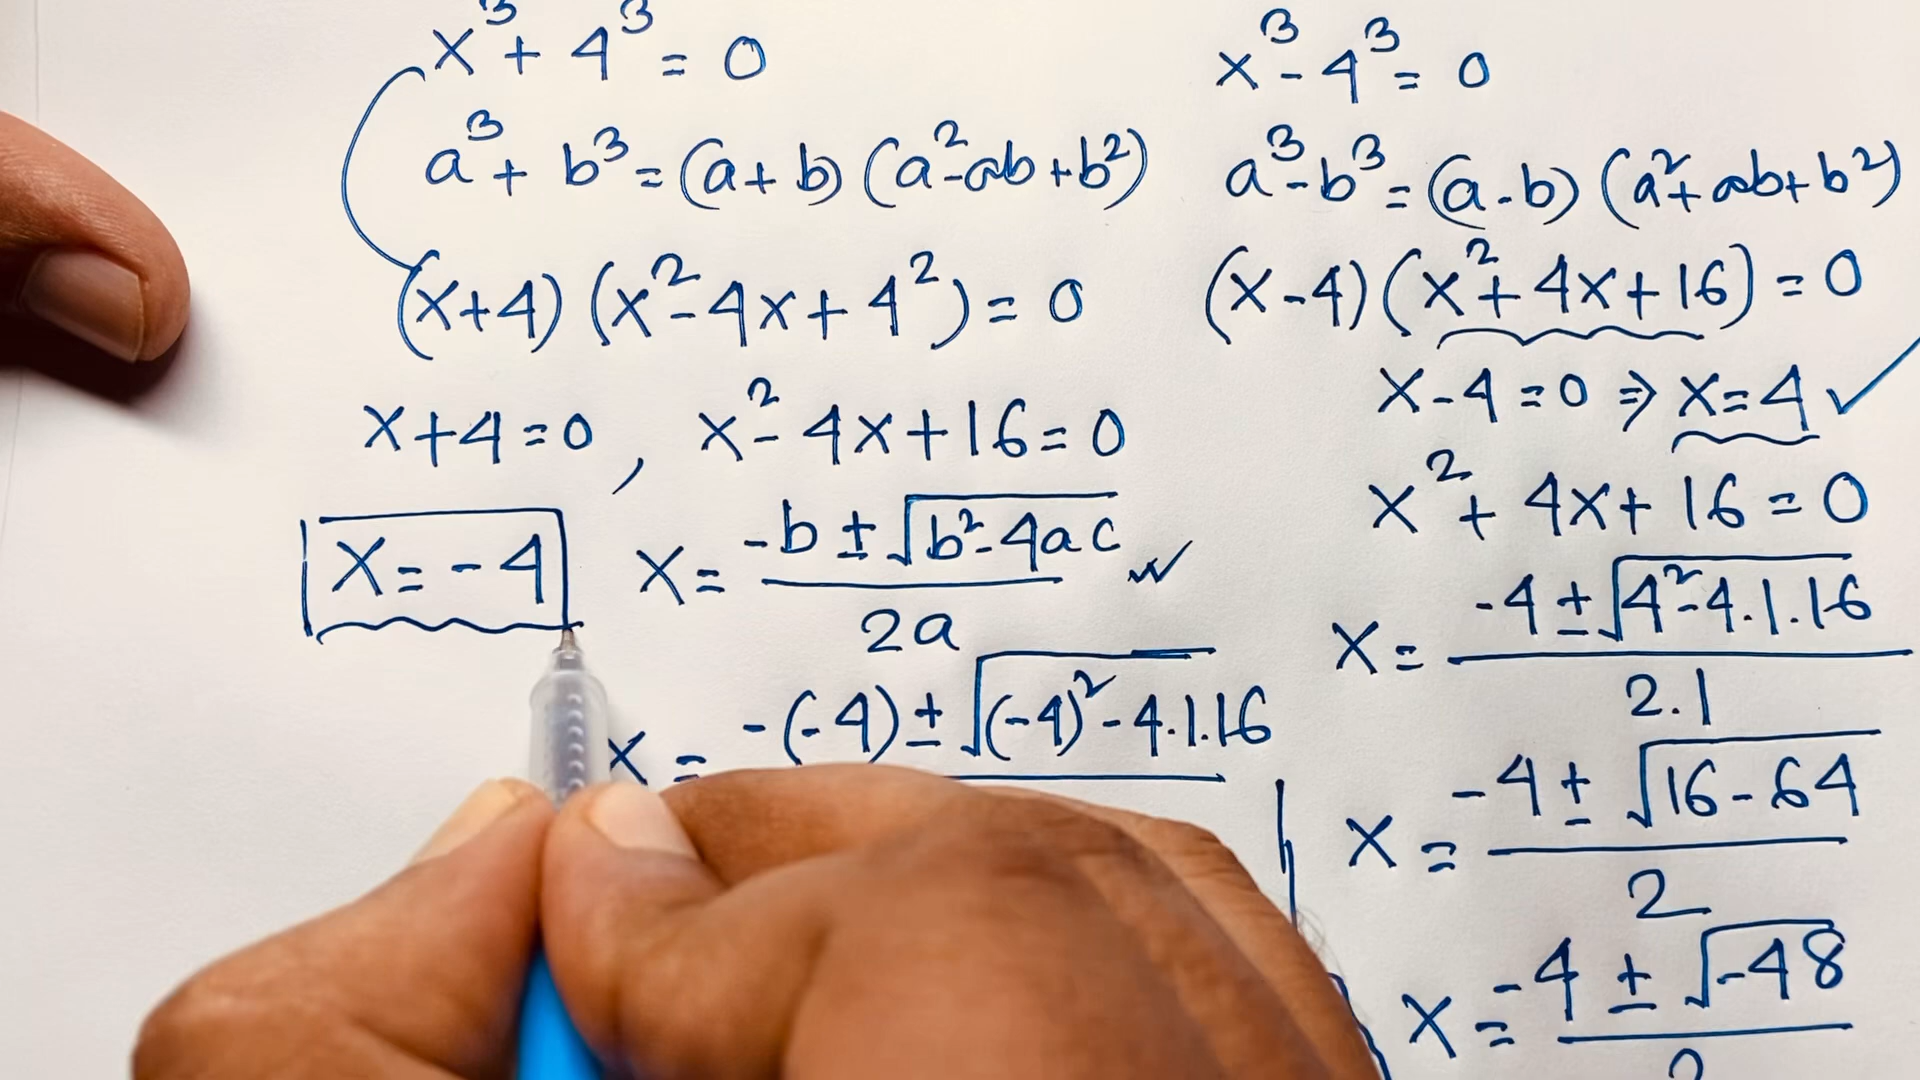 x³ + 4³ = 0
a³ + b³ = (a + b) (a² - ab + b²)
(x+4) (x² - 4x + 4²) = 0
x+4=0, x² - 4x + 16 = 0
x = -4
x = (-b ± √(b² - 4ac)) / 2a
x = -(-4) ± √((-4)² - 4.1.16)
x³ - 4³ = 0
a³ - b³ = (a - b) (a² + ab + b²)
(x - 4) (x² + 4x + 16) = 0
x - 4 = 0 ⇒ x = 4 ✓
x² + 4x + 16 = 0
x = (-4 ± √(4² - 4.1.16)) / 2.1
x = (-4 ± √(16 - 64)) / 2
x = (-4 ± √(-48)) / 2